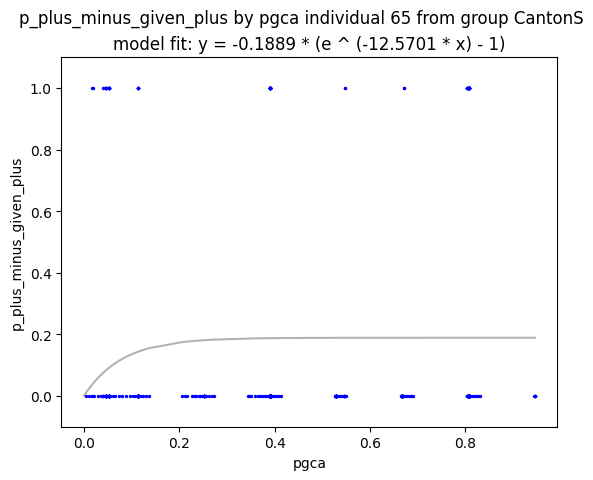 p_plus_minus_given_plus by pgca individual 65 from group CantonS
model fit: y = -0.1889 * (e ^ (-12.5701 * x) - 1)
p_plus_minus_given_plus
1.0
0.8
0.6
0.4
0.2
0.0
0.0 0.2 0.4 0.6 0.8
pgca